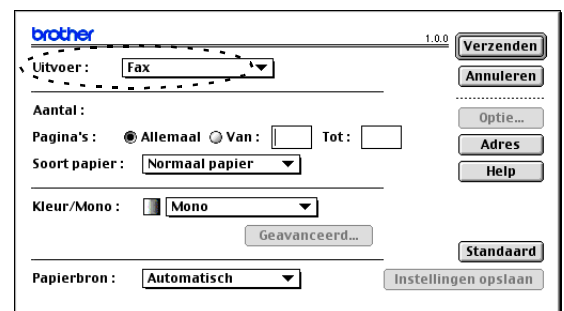 brother
1.0.0
Verzenden
Uitvoer: Fax
Annuleren
Aantal:
Optie...
Pagina's: Allemaal Van: Tot:
Adres
Soort papier: Normaal papier
Help
Kleur/Mono: Mono
Geavanceerd...
Standaard
Papierbron: Automatisch
Instellingen opslaan